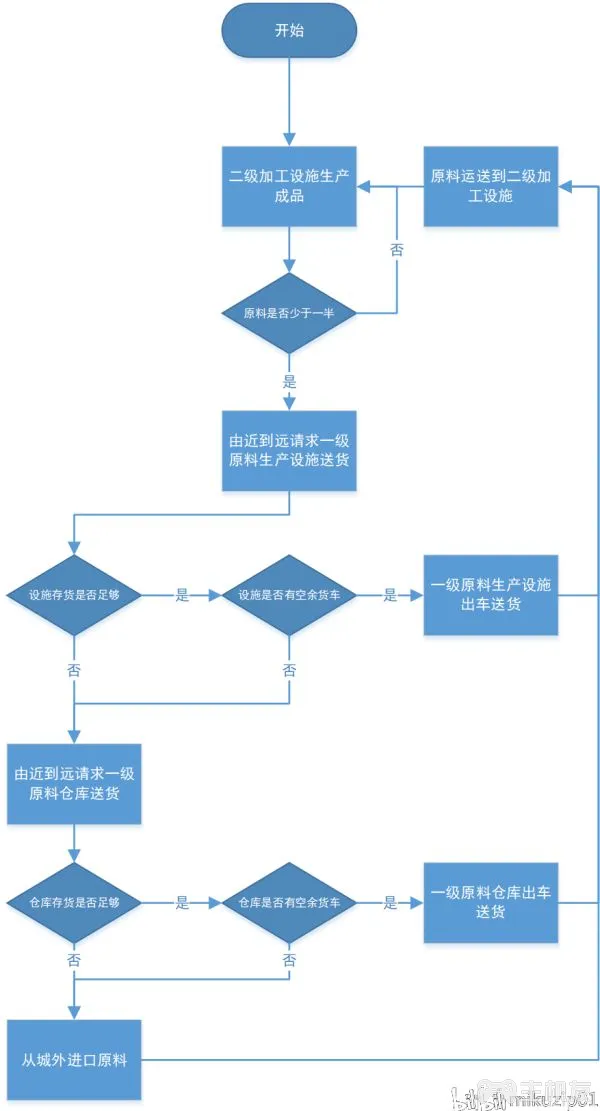 开始
二级加工设施生产
成品
原料运送到二级加
工设施
否
原料是否少于一半
是
由近到远请求一级
原料生产设施送货
设施存货是否足够
是
设施是否有空余货车
是
一级原料生产设施
出车送货
否
否
由近到远请求一级
原料仓库送货
仓库存货是否足够
是
仓库是否有空余货车
是
一级原料仓库出车
送货
否
否
从城外进口原料